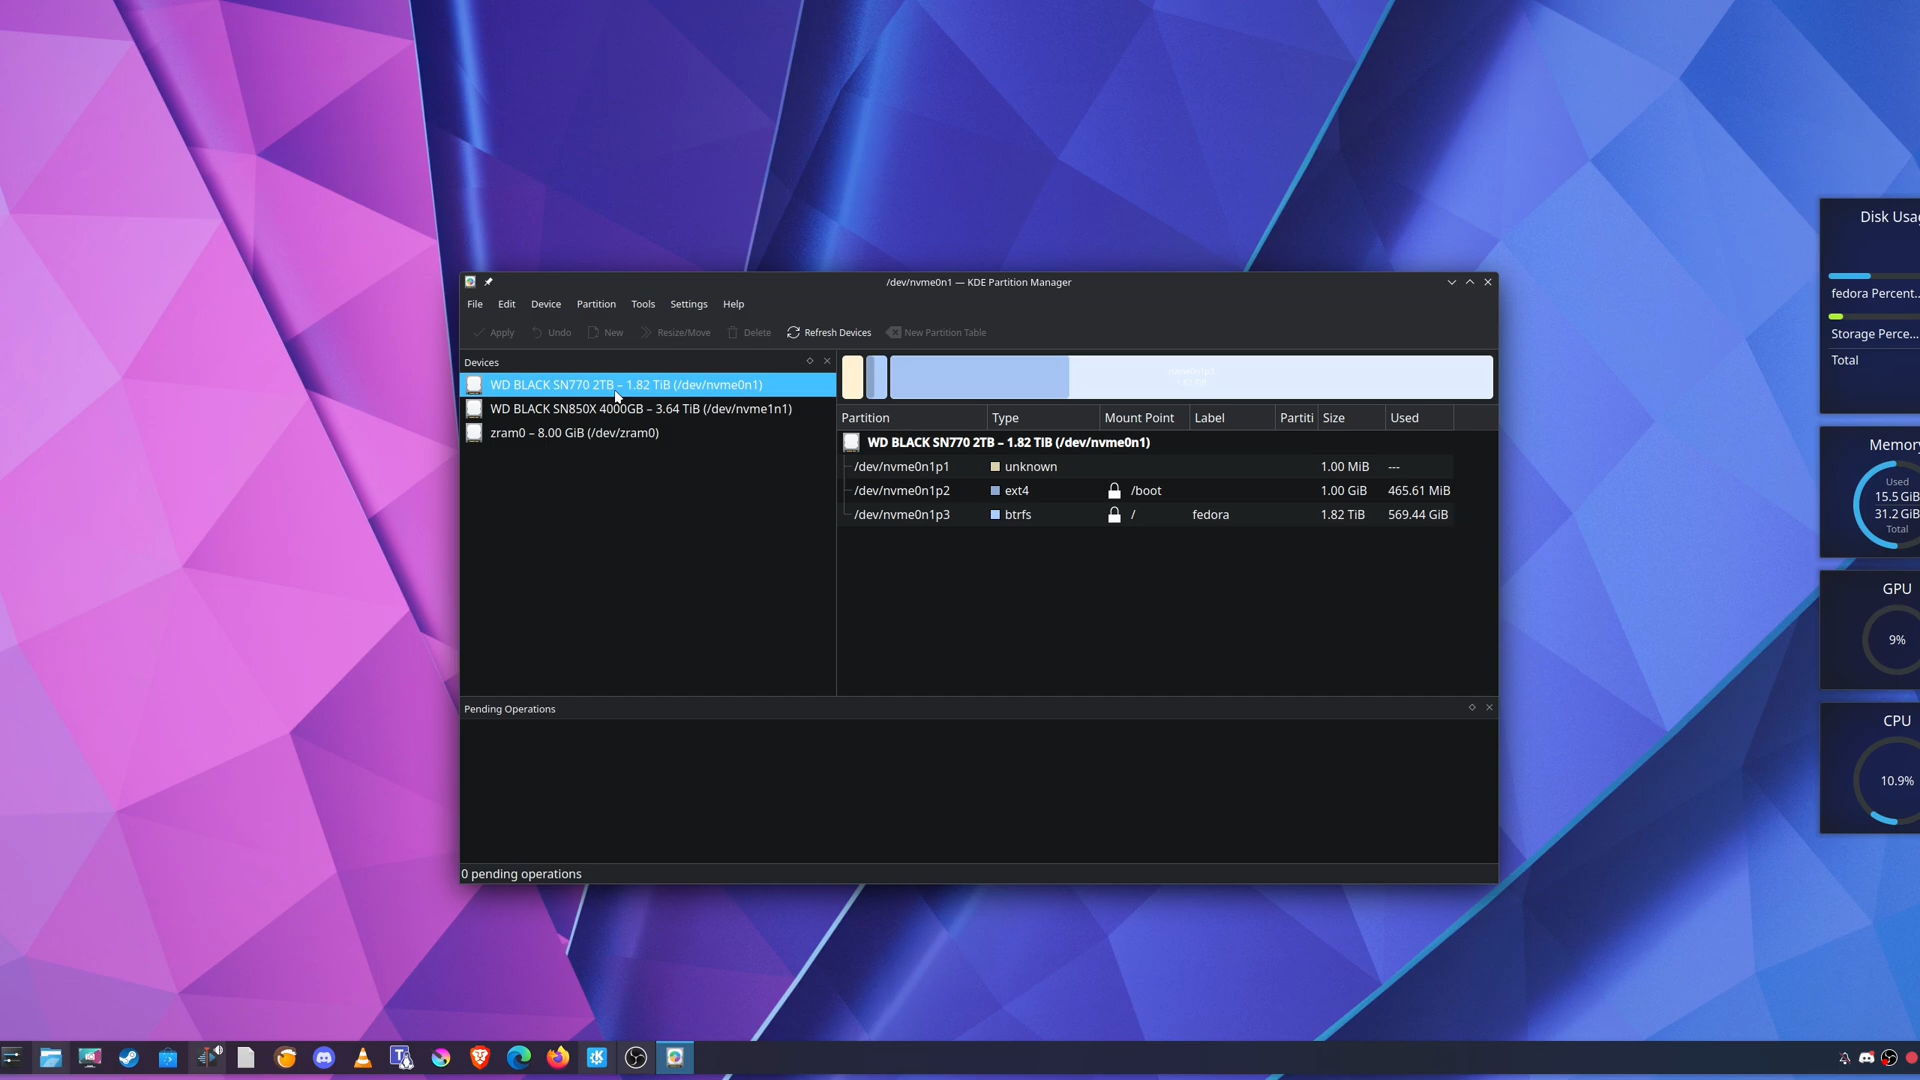 /dev/nvme0n1 — KDE Partition Manager
File Edit Device Partition Tools Settings Help
Apply Undo New Resize/Move Delete Refresh Devices New Partition Table
Devices
WD BLACK SN770 2TB – 1.82 TiB (/dev/nvme0n1)
WD BLACK SN850X 4000GB – 3.64 TiB (/dev/nvme1n1)
zram0 – 8.00 GiB (/dev/zram0)
Partition Type Mount Point Label Partiti Size Used
WD BLACK SN770 2TB – 1.82 TiB (/dev/nvme0n1)
/dev/nvme0n1p1 unknown 1.00 MiB ---
/dev/nvme0n1p2 ext4 /boot 1.00 GiB 465.61 MiB
/dev/nvme0n1p3 btrfs / fedora 1.82 TiB 569.44 GiB
Pending Operations
0 pending operations
Disk Usag
fedora Percent...
Storage Perce...
Total
Memory
Used
15.5 GiB
31.2 GiB
Total
GPU
9%
CPU
10.9%